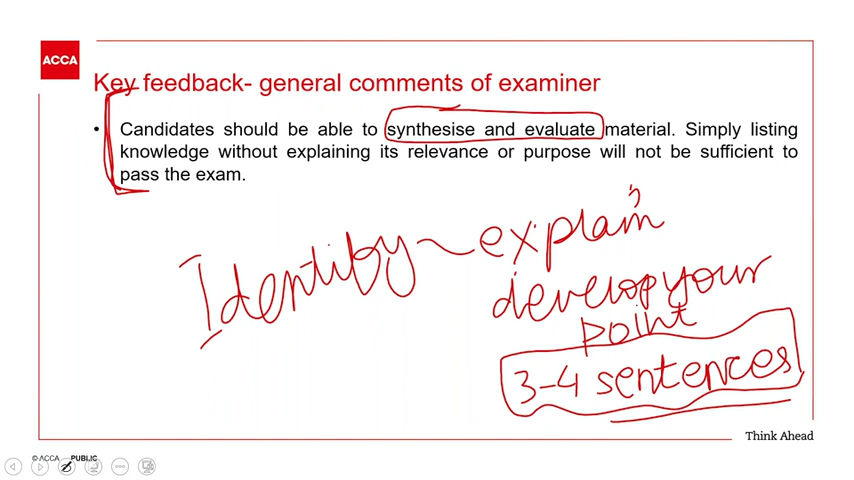 ACCA
Key feedback- general comments of examiner
• Candidates should be able to synthesise and evaluate material. Simply listing
knowledge without explaining its relevance or purpose will not be sufficient to
pass the exam.
Identify ~ explain
develop your
point
3-4 sentences
Think Ahead
© ACCA PUBLIC